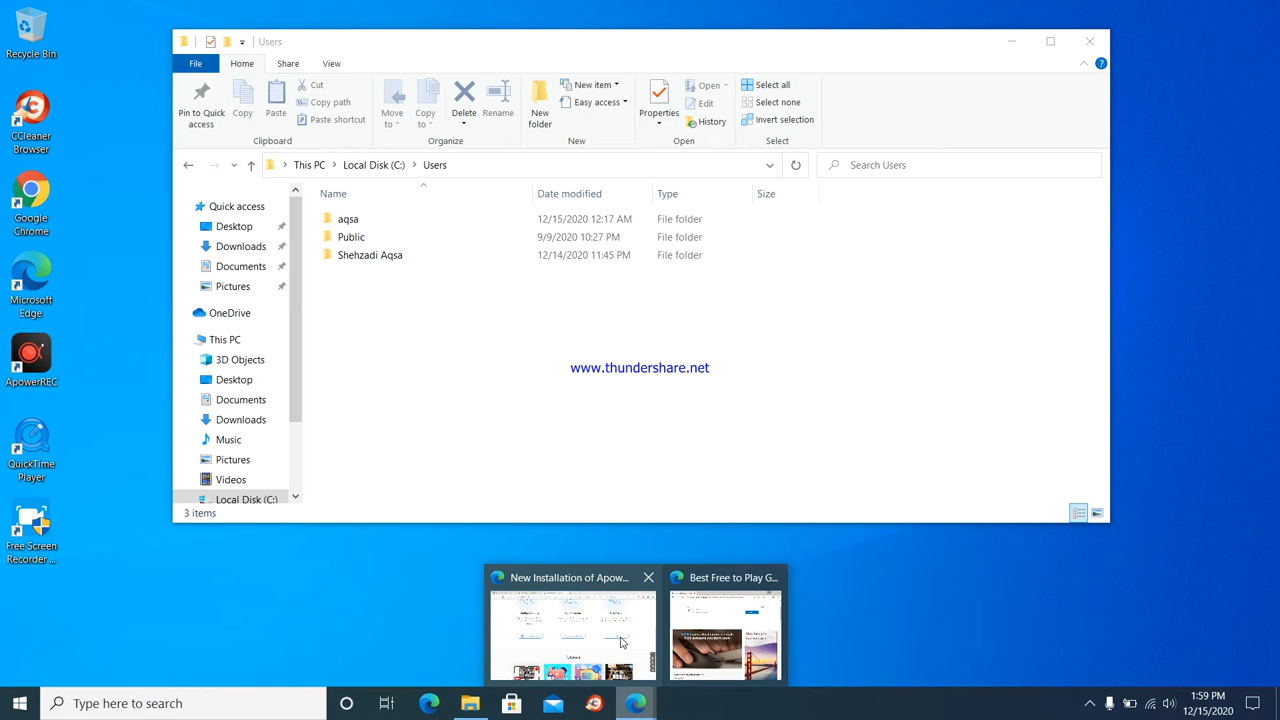 Recycle Bin
CCleaner
Browser
Google
Chrome
Microsoft
Edge
ApowerREC
QuickTime
Player
Free Screen
Recorder ...
Users
File
Home
Share
View
?
Pin to Quick
access
Copy
Paste
Cut
Copy path
Paste shortcut
Clipboard
Move
to
Copy
to
Delete
Rename
Organize
New
folder
New item
Easy access
New
Properties
Open
Edit
History
Open
Select all
Select none
Invert selection
Select
This PC
Local Disk (C:)
Users
Search Users
Name
Date modified
Type
Size
aqsa 12/15/2020 12:17 AM File folder
Public 9/9/2020 10:27 PM File folder
Shehzadi Aqsa 12/14/2020 11:45 PM File folder
Quick access
Desktop
Downloads
Documents
Pictures
OneDrive
This PC
3D Objects
Desktop
Documents
Downloads
Music
Pictures
Videos
Local Disk (C:)
www.thundershare.net
3 items
New Installation of Apow...
Best Free to Play G...
Type here to search
1:59 PM
12/15/2020